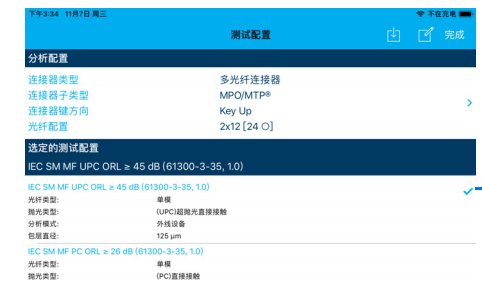 下午3:34 11月7日 周三 不在充电
测试配置 完成
分析配置
连接器类型 多光纤连接器
连接器子类型 MPO/MTP®
连接器键方向 Key Up
光纤配置 2x12 [24 O]
选定的测试配置
IEC SM MF UPC ORL ≥ 45 dB (61300-3-35, 1.0)
IEC SM MF UPC ORL ≥ 45 dB (61300-3-35, 1.0)
光纤类型: 单模
抛光类型: (UPC)超抛光直接接触
分析模式: 外线设备
包层直径: 125 µm
IEC SM MF PC ORL ≥ 26 dB (61300-3-35, 1.0)
光纤类型: 单模
抛光类型: (PC)直接接触